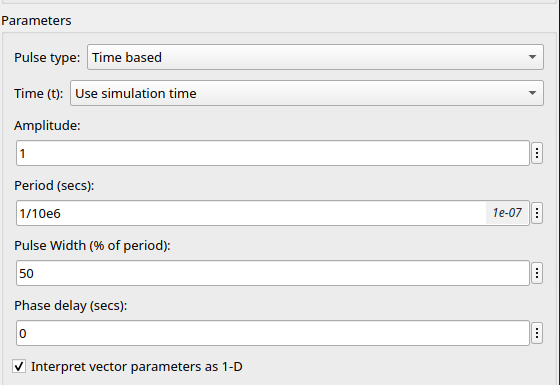 Parameters
Pulse type: Time based
Time (t): Use simulation time
Amplitude:
1
Period (secs):
1/10e6 1e-07
Pulse Width (% of period):
50
Phase delay (secs):
0
Interpret vector parameters as 1-D